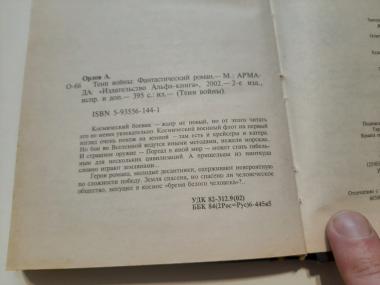 Орлов А.
О-66 Тени войны: Фантастический роман.— М.: АРМА-
ДА: «Издательство Альфа-книга», 2002.— 2-е изд.,
испр. и доп.— 395 с.: ил.— (Тени войны).
ISBN 5-93556-144-1
Космический боевик — жанр не новый, но от этого читать
его не менее увлекательно. Космический военный флот на первый
взгляд очень похож на земной — там есть и крейсера и катера.
Но бои во Вселенной ведутся иными методами, нежели морские.
И страшное оружие — Портал в иной мир — может стать гибель-
ным для нескольких цивилизаций. А пришельцы из ниоткуда
словно играют землянами...
Герои романа, молодые десантники, одерживают невероятную
по сложности победу. Земля спасена, но спасено ли человеческое
общество, несущее в космос «бремя белого человека»?
УДК 82-312.9(02)
ББК 84(2Рос=Рус)6-445я5